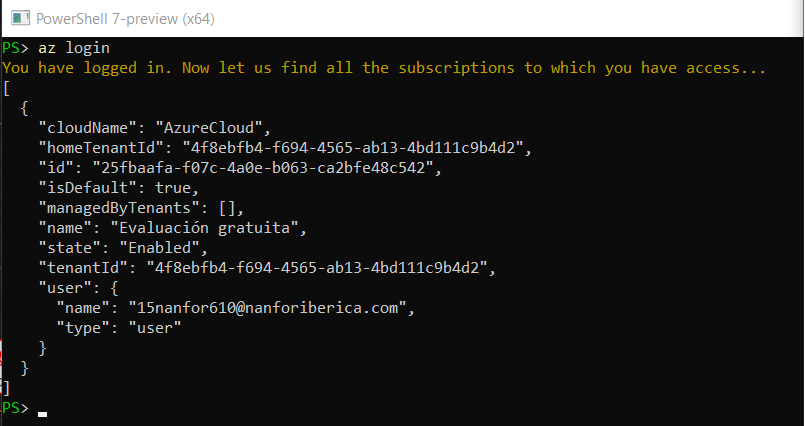 PowerShell 7-preview (x64)
PS> az login
You have logged in. Now let us find all the subscriptions to which you have access...
[
  {
    "cloudName": "AzureCloud",
    "homeTenantId": "4f8ebfb4-f694-4565-ab13-4bd111c9b4d2",
    "id": "25fbaafa-f07c-4a0e-b063-ca2bfe48c542",
    "isDefault": true,
    "managedByTenants": [],
    "name": "Evaluación gratuita",
    "state": "Enabled",
    "tenantId": "4f8ebfb4-f694-4565-ab13-4bd111c9b4d2",
    "user": {
      "name": "15nanfor610@nanforiberica.com",
      "type": "user"
    }
  }
]
PS>